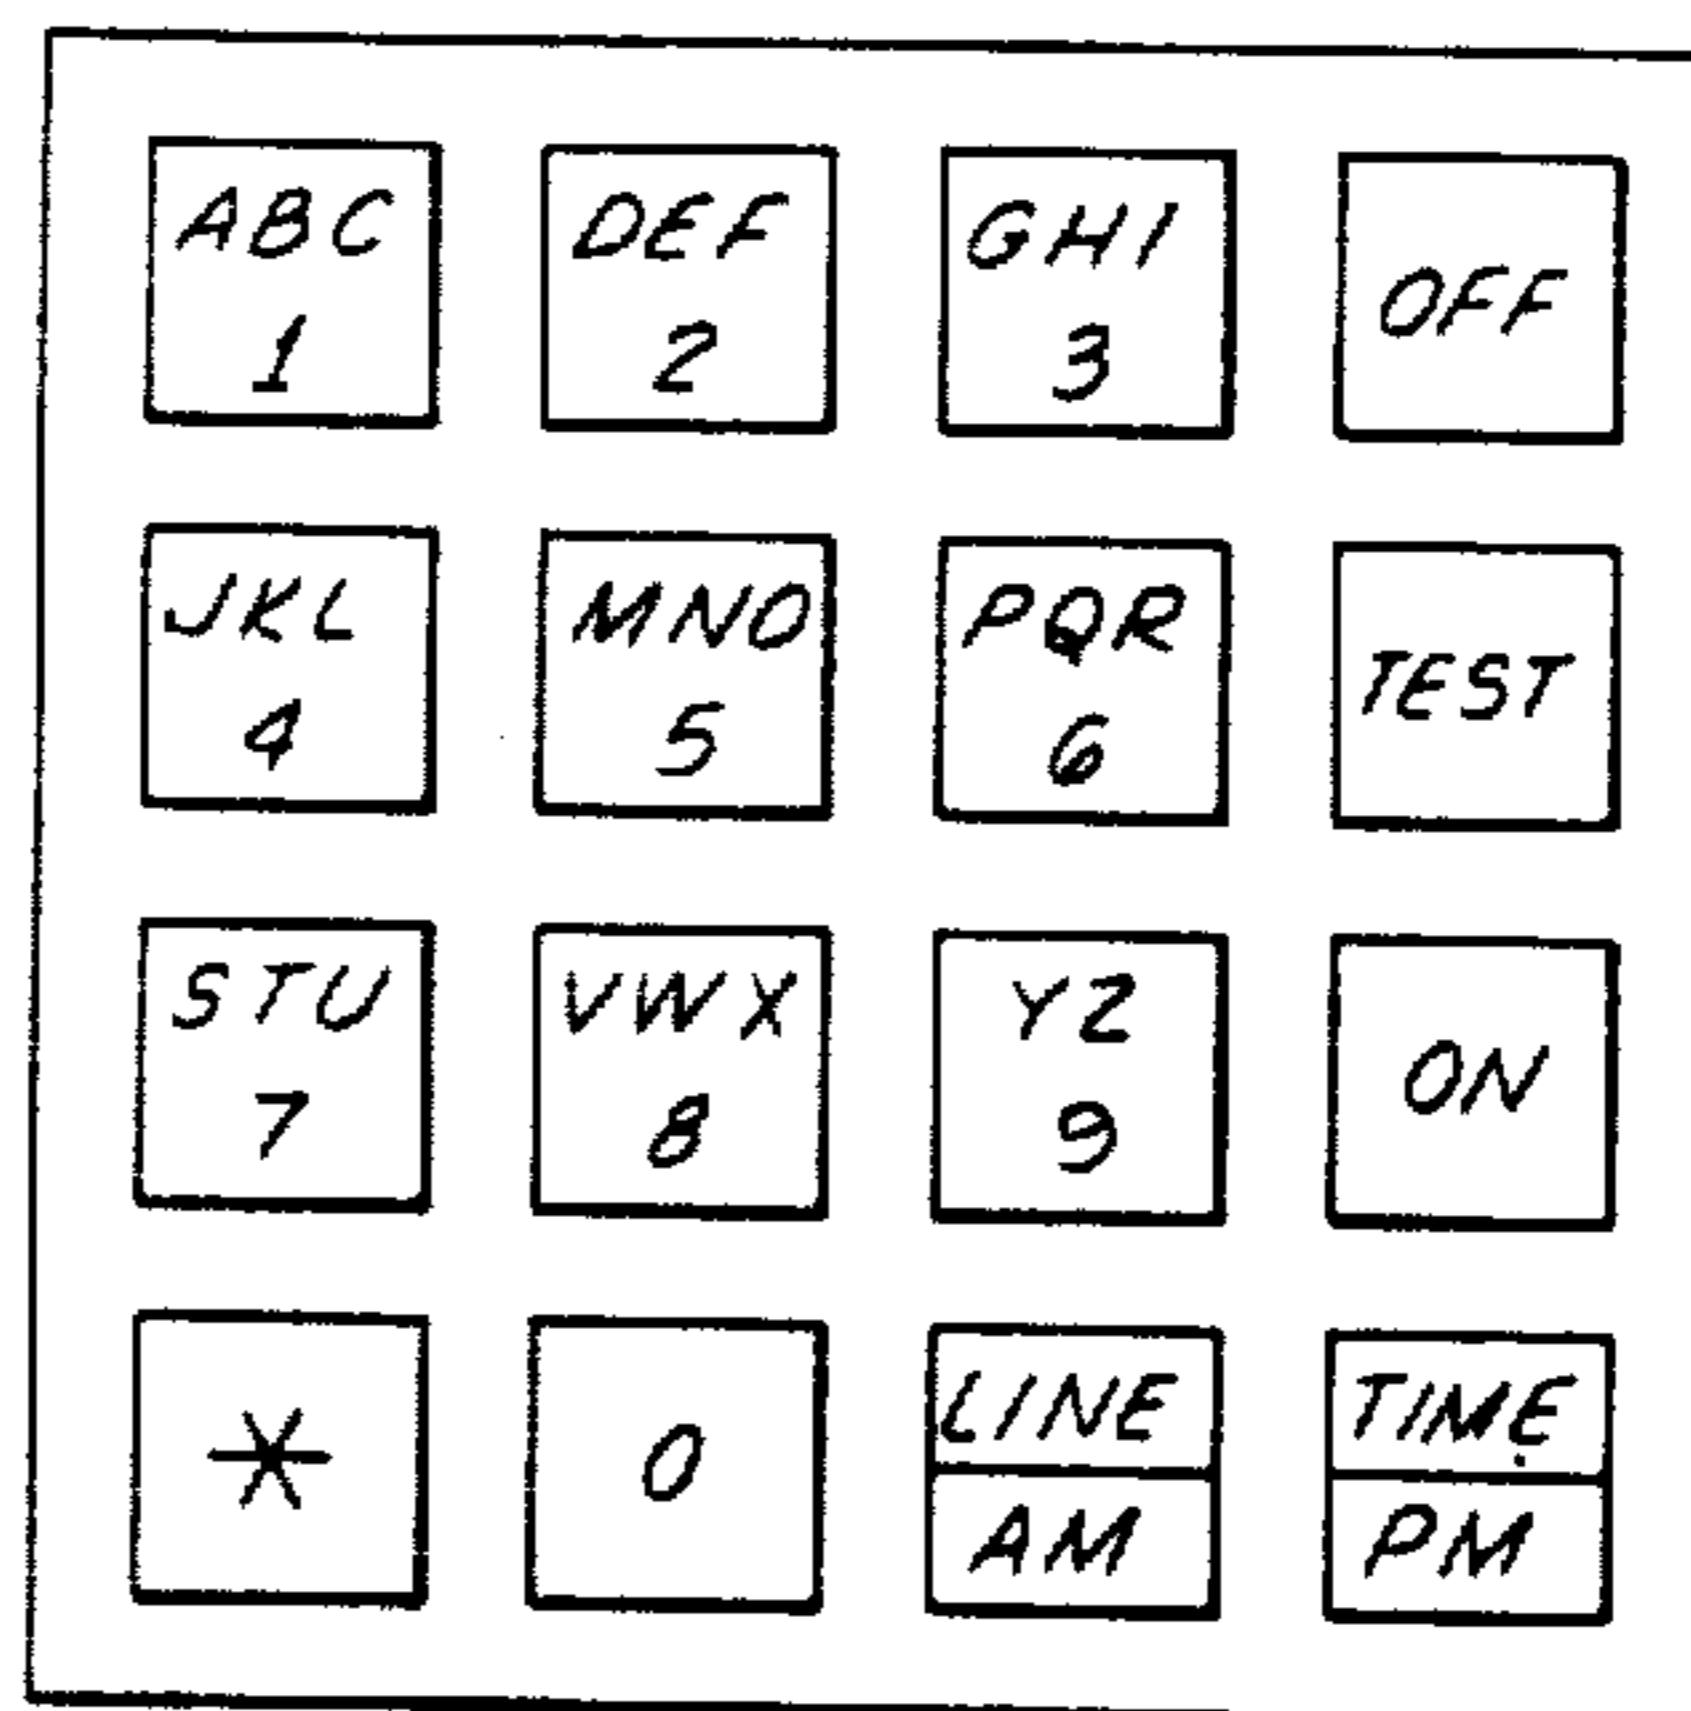 ABC DEF GHI OFF
1 2 3
JKL MNO PQR TEST
4 5 6
STU VWX YZ ON
7 8 9
* 0 LINE TIME
AM PM